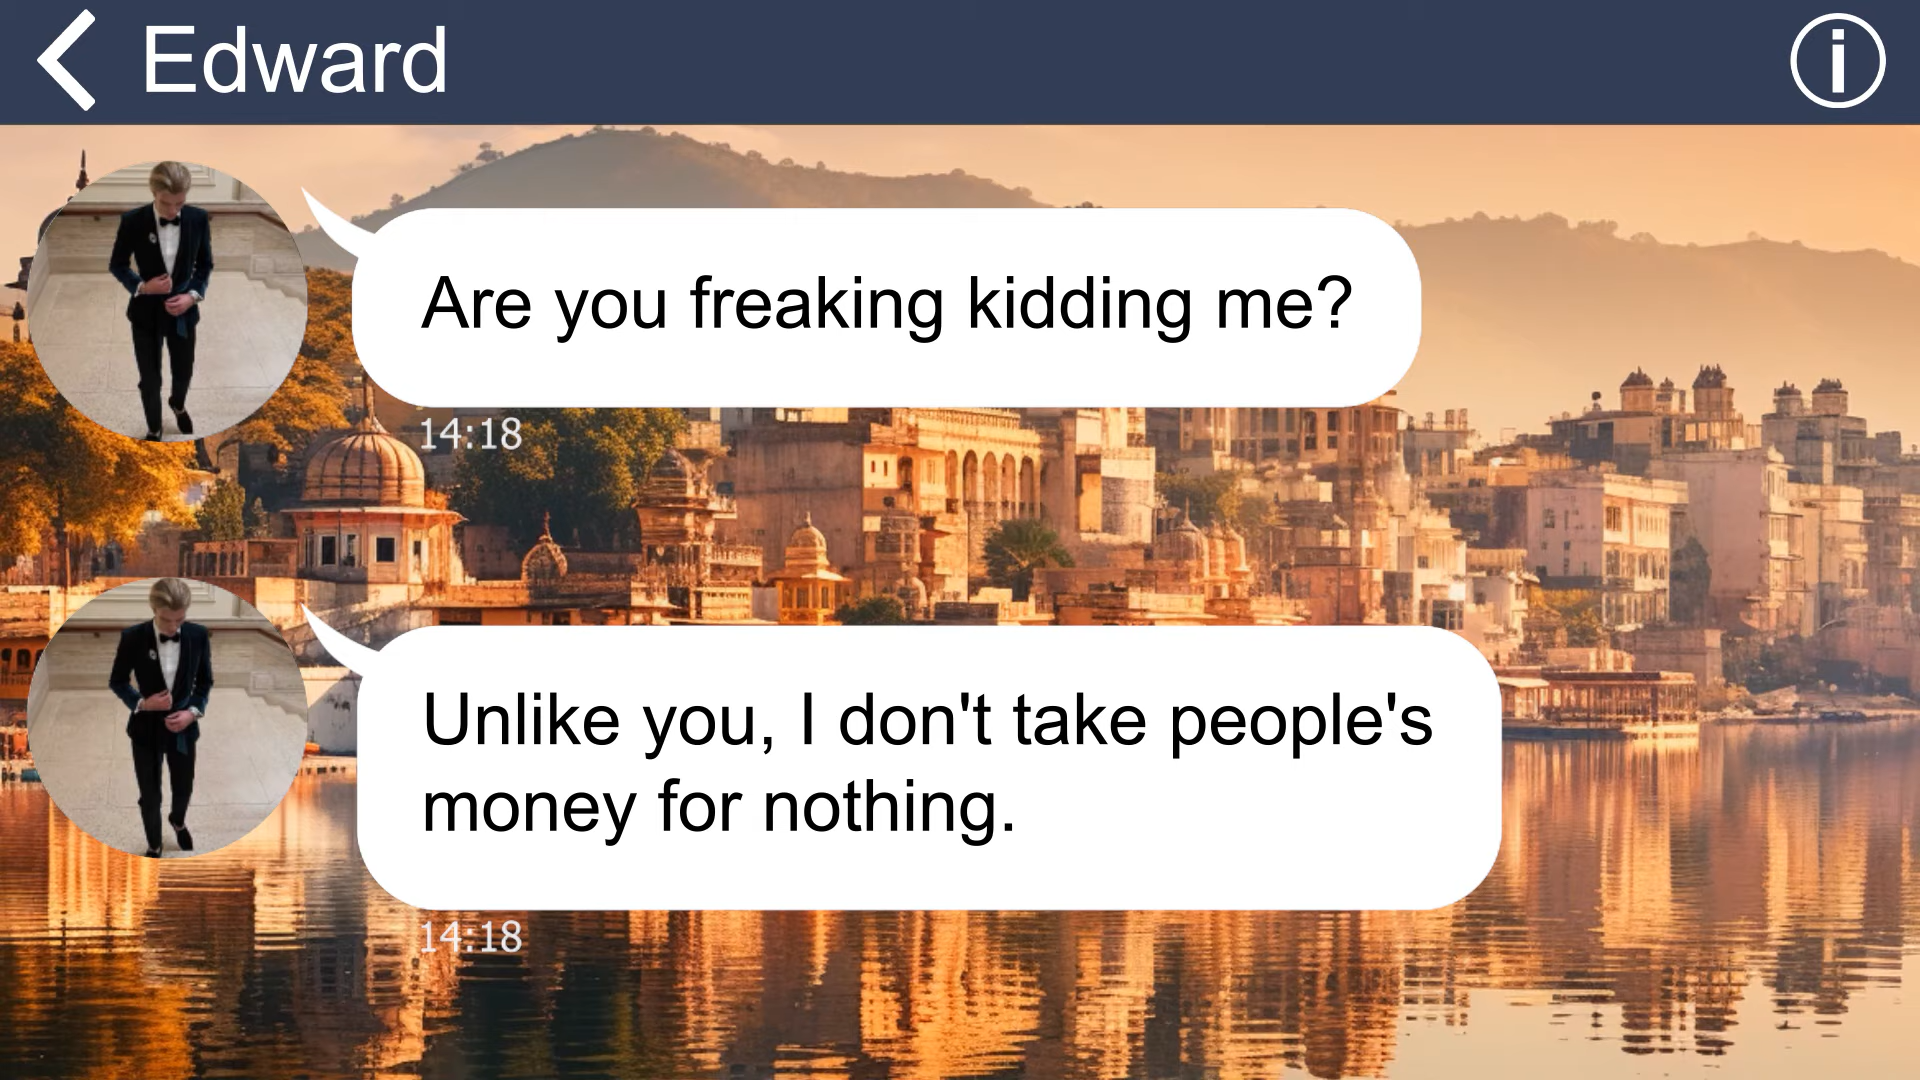 Edward
Are you freaking kidding me?
14:18
Unlike you, I don't take people's
money for nothing.
14:18